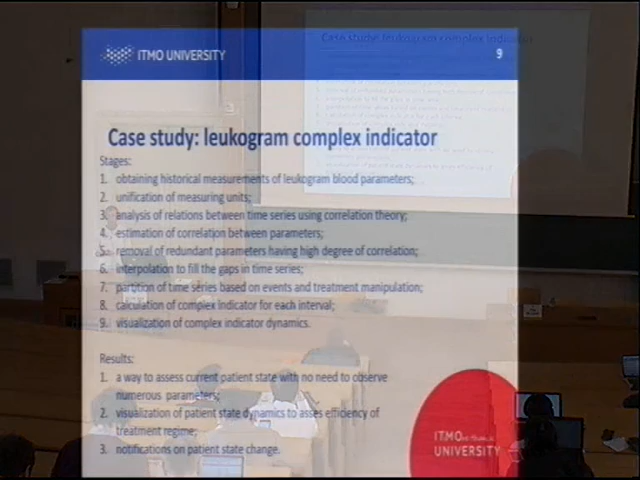 ITMO UNIVERSITY
9
Case study: leukogram complex indicator
Stages:
1. obtaining historical measurements of leukogram blood parameters;
2. unification of measuring units;
3. analysis of relations between time series using correlation theory;
4. estimation of correlation between parameters;
5. removal of redundant parameters having high degree of correlation;
6. interpolation to fill the gaps in time series;
7. partition of time series based on events and treatment manipulation;
8. calculation of complex indicator for each interval;
9. visualization of complex indicator dynamics.
Results:
1. a way to assess current patient state with no need to observe
numerous parameters;
2. visualization of patient state dynamics to asses efficiency of
treatment regime;
3. notifications on patient state change.
ITMO
UNIVERSITY
Case study: leukogram complex indicator